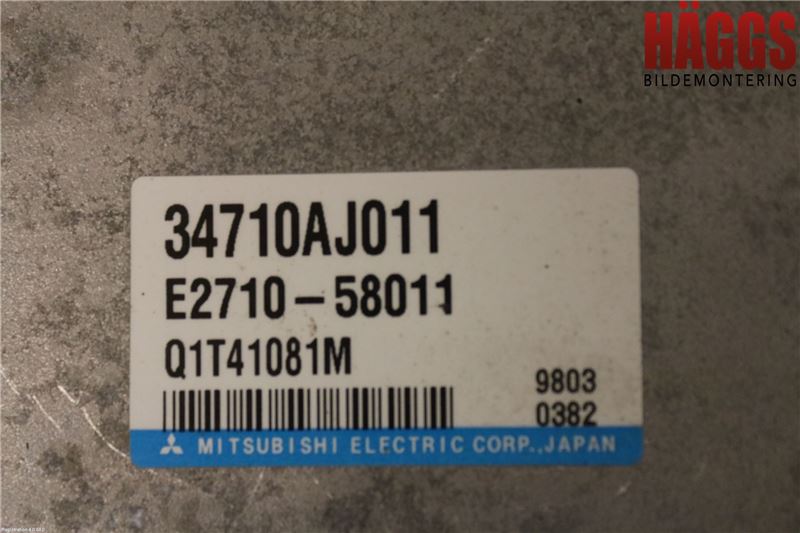 HÄGGS
BILDEMONTERING
34710AJ011
E2710-58011
Q1T41081M
9803
0382
MITSUBISHI ELECTRIC CORP.,JAPAN